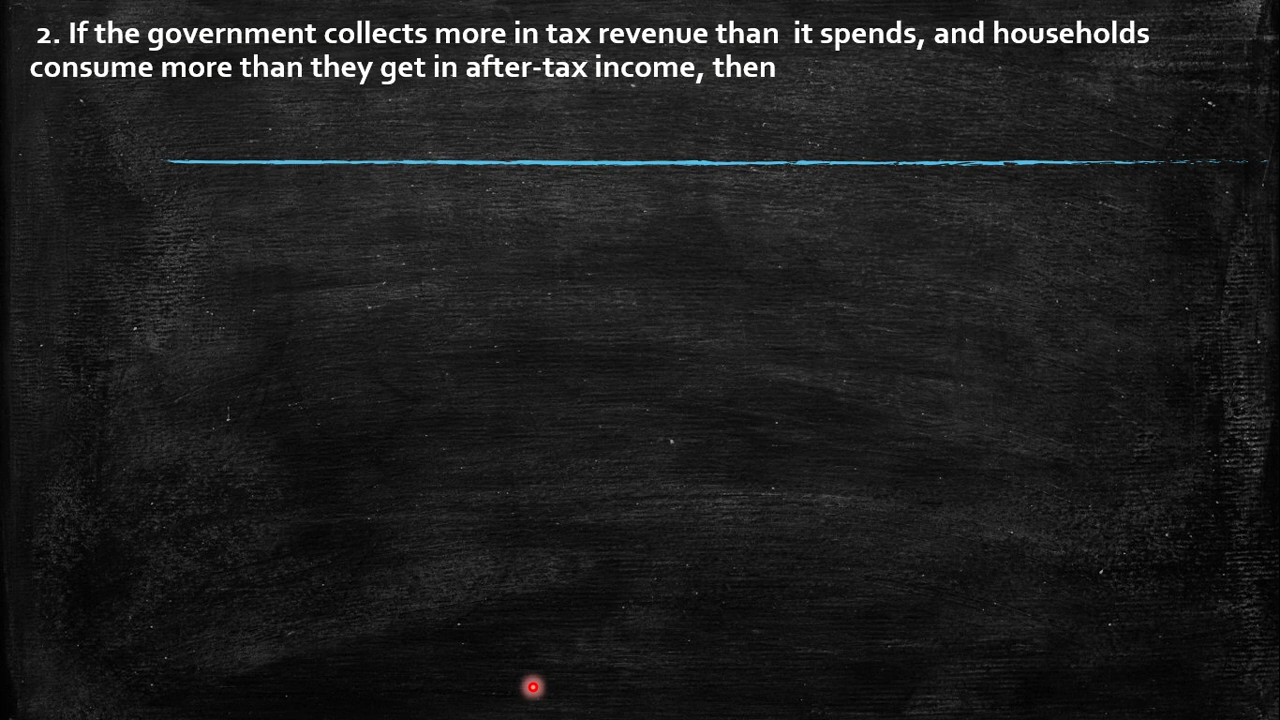 2. If the government collects more in tax revenue than  it spends, and households
consume more than they get in after-tax income, then